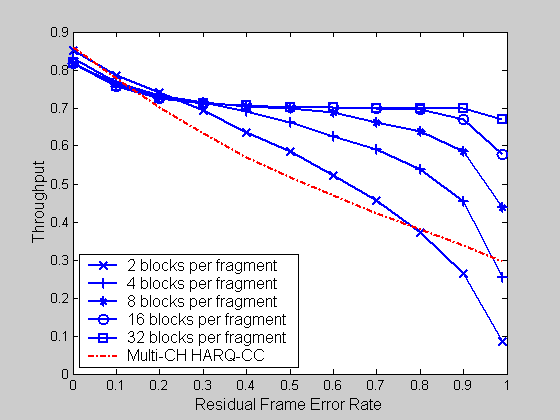 0.9
0.8
0.7
0.6
0.5
0.4
0.3
0.2
0.1
0
Throughput
2 blocks per fragment
4 blocks per fragment
8 blocks per fragment
16 blocks per fragment
32 blocks per fragment
Multi-CH HARQ-CC
0 0.1 0.2 0.3 0.4 0.5 0.6 0.7 0.8 0.9 1
Residual Frame Error Rate